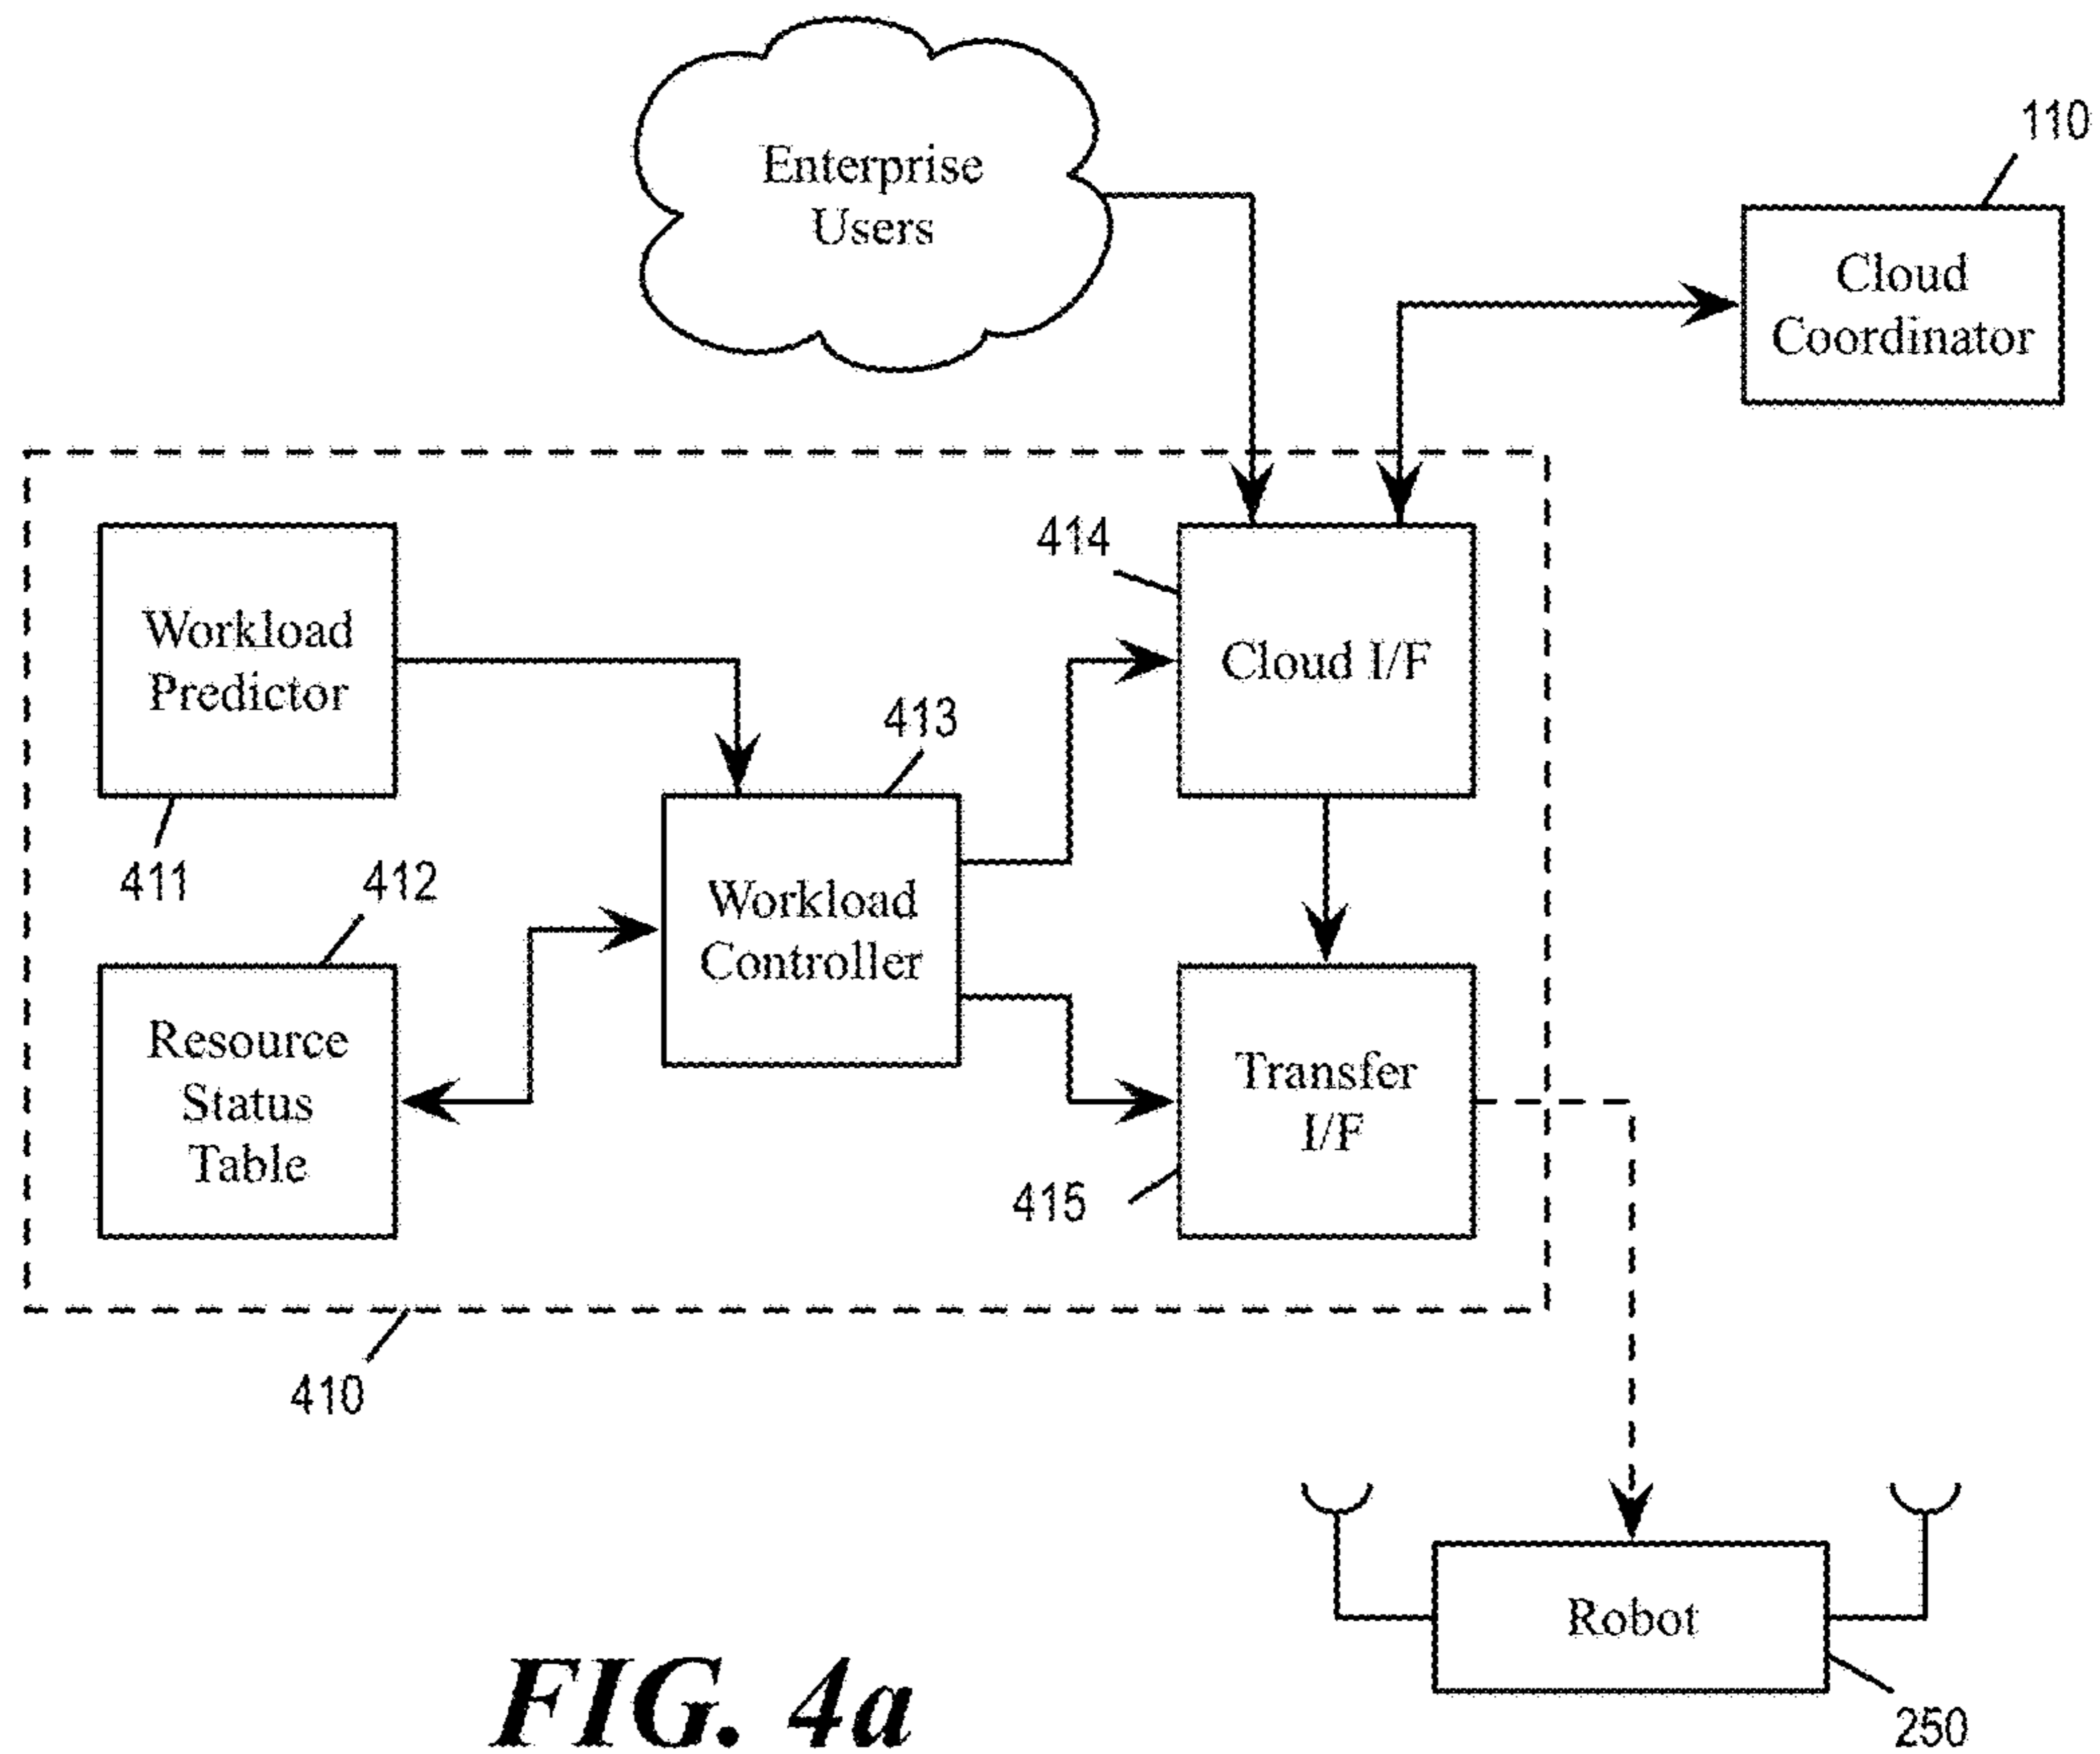 Enterprise
Users
110
Cloud
Coordinator
414
Workload
Predictor
Cloud I/F
413
411
412
Workload
Controller
Resource
Status
Table
Transfer
I/F
415
410
Robot
250
FIG. 4a